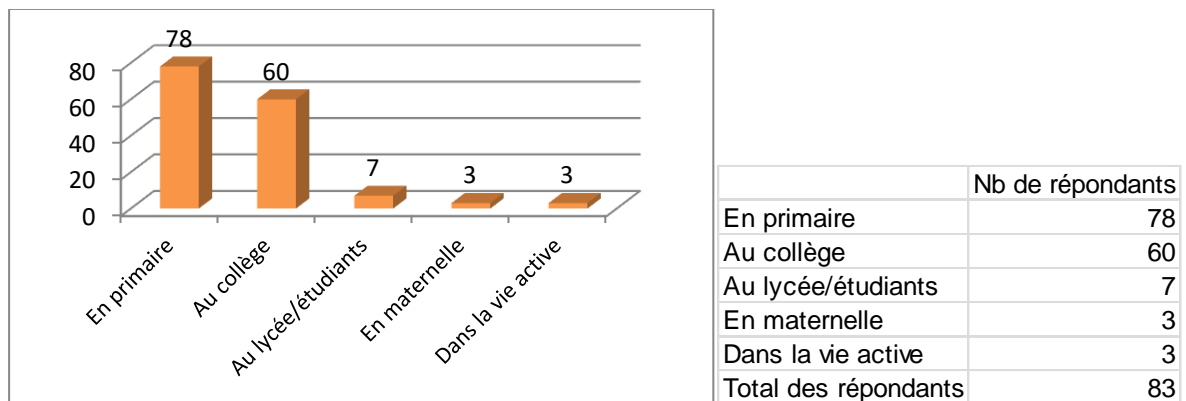 78
60
7
3
3
80
60
40
20
0
En primaire
Au collège
Au lycée/étudiants
En maternelle
Dans la vie active
Nb de répondants
En primaire 78
Au collège 60
Au lycée/étudiants 7
En maternelle 3
Dans la vie active 3
Total des répondants 83